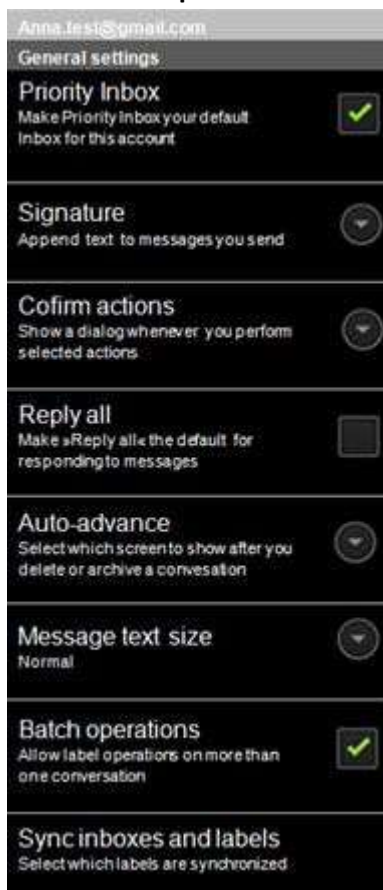 Anna.test@gmail.com
General settings
Priority Inbox
Make Priority Inbox your default
Inbox for this account
Signature
Append text to messages you send
Cofirm actions
Show a dialog whenever you perform
selected actions
Reply all
Make »Reply all« the default for
responding to messages
Auto-advance
Select which screen to show after you
delete or archive a convesation
Message text size
Normal
Batch operations
Allow label operations on more than
one conversation
Sync inboxes and labels
Select which labels are synchronized